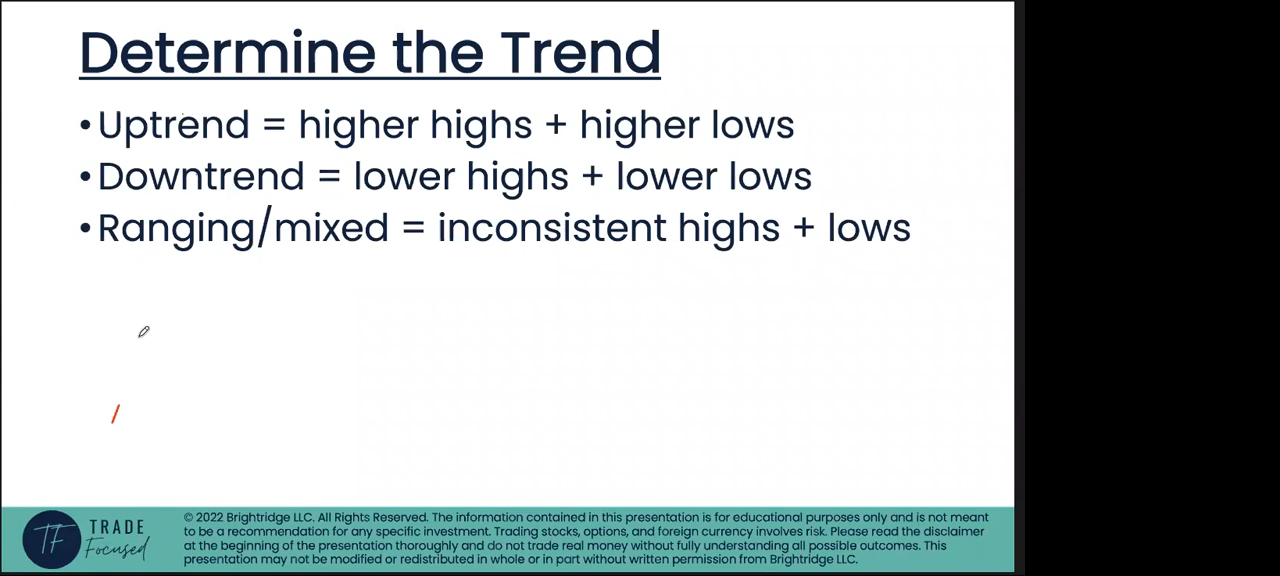 Determine the Trend
•Uptrend = higher highs + higher lows
•Downtrend = lower highs + lower lows
•Ranging/mixed = inconsistent highs + lows
TF
TRADE
Focused
© 2022 Brightridge LLC. All Rights Reserved. The information contained in this presentation is for educational purposes only and is not meant
to be a recommendation for any specific investment. Trading stocks, options, and foreign currency involves risk. Please read the disclaimer
at the beginning of the presentation thoroughly and do not trade real money without fully understanding all possible outcomes. This
presentation may not be modified or redistributed in whole or in part without written permission from Brightridge LLC.